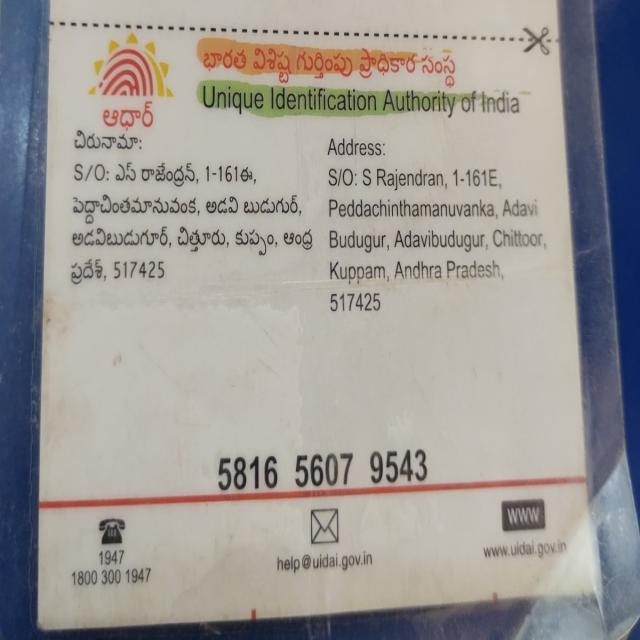 భారత విశిష్ట గుర్తింపు ప్రాధికార సంస్థ
Unique Identification Authority of India
ఆధార్
చిరునామా:
S/O: ఎస్ రాజేంద్రన్, 1-161ఈ,
పెద్దాచింతమానువంక, అడవి బుదుగుర్,
అడవిబుదుగూర్, చిత్తూరు, కుప్పం, ఆంధ్ర
ప్రదేశ్, 517425
Address:
S/O: S Rajendran, 1-161E,
Peddachinthamanuvanka, Adavi
Budugur, Adavibudugur, Chittoor,
Kuppam, Andhra Pradesh,
517425
5816 5607 9543
1947
1800 300 1947
help@uidai.gov.in
WWW
www.uidai.gov.in